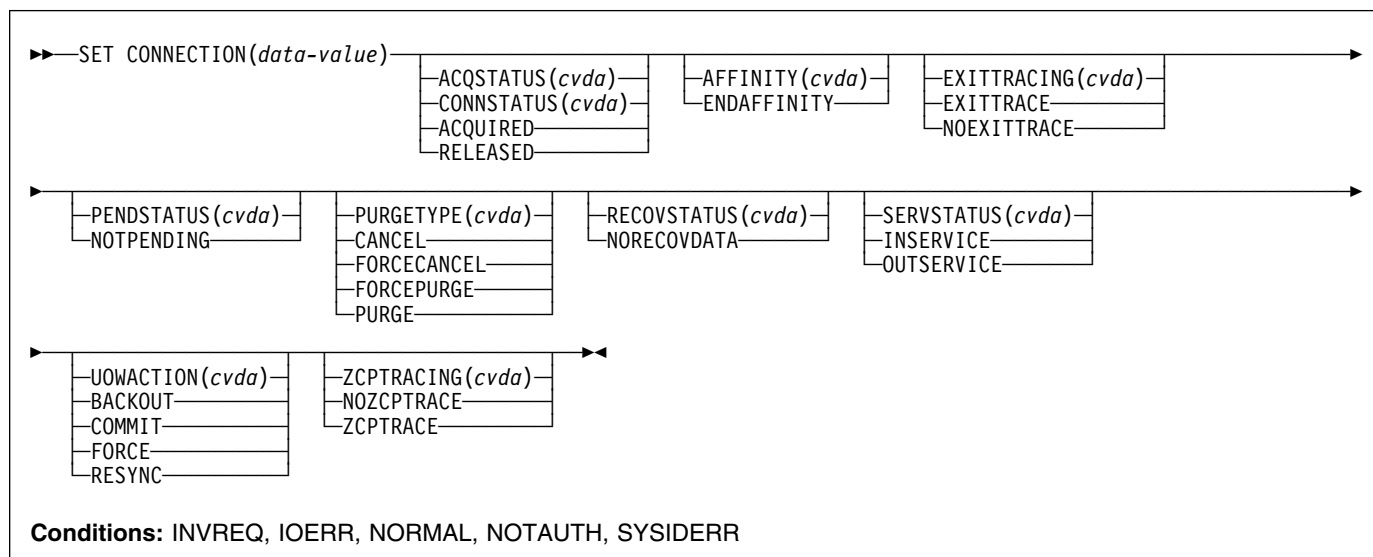 SET CONNECTION(data-value)
ACQSTATUS(cvda)
CONNSTATUS(cvda)
ACQUIRED
RELEASED
AFFINITY(cvda)
ENDAFFINITY
EXITTRACING(cvda)
EXITTRACE
NOEXITTRACE
PENDSTATUS(cvda)
NOTPENDING
PURGETYPE(cvda)
CANCEL
FORCECANCEL
FORCEPURGE
PURGE
RECOVSTATUS(cvda)
NORECOVDATA
SERVSTATUS(cvda)
INSERVICE
OUTSERVICE
UOWACTION(cvda)
BACKOUT
COMMIT
FORCE
RESYNC
ZCPTRACING(cvda)
NOZCPTRACE
ZCPTRACE
Conditions: INVREQ, IOERR, NORMAL, NOTAUTH, SYSIDERR